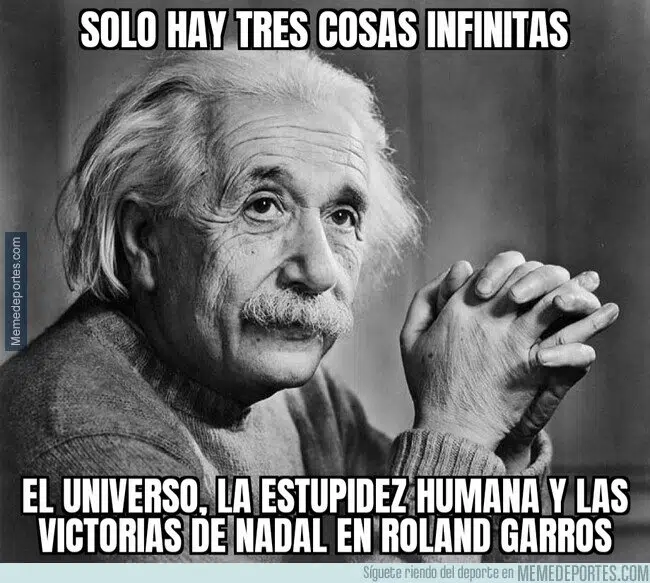 SOLO HAY TRES COSAS INFINITAS
Memedeportes.com
EL UNIVERSO, LA ESTUPIDEZ HUMANA Y LAS
VICTORIAS DE NADAL EN ROLAND GARROS
Síguete riendo del deporte en MEMEDEPORTES.COM